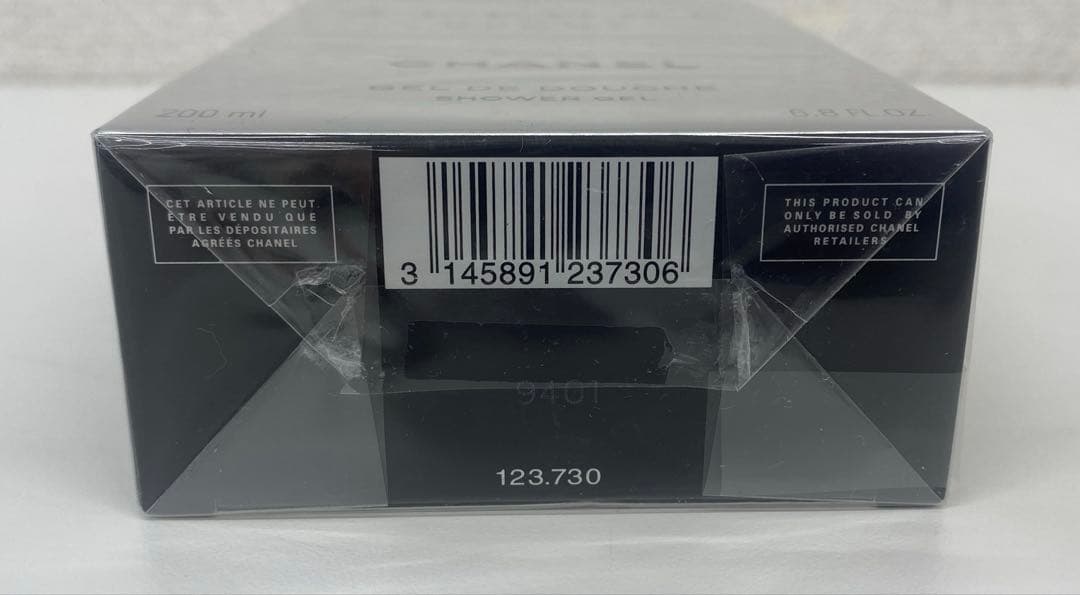 CHANEL
GEL DE DOUCHE
SHOWER GEL
200 ml
6.8 FL. OZ.
CET ARTICLE NE PEUT
ETRE VENDU QUE
PAR LES DÉPOSITAIRES
AGRÉES CHANEL
3 145891 237306
THIS PRODUCT CAN
ONLY BE SOLD BY
AUTHORISED CHANEL
RETAILERS
9401
123.730